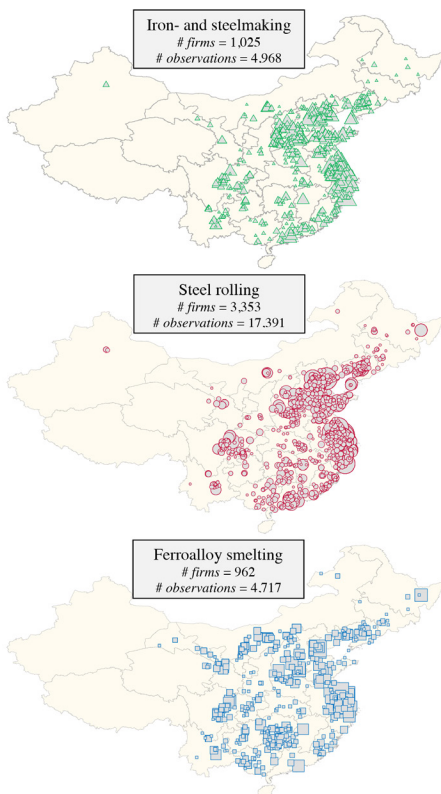 Iron- and steelmaking
# firms = 1,025
# observations = 4.968
Steel rolling
# firms = 3,353
# observations = 17.391
Ferroalloy smelting
# firms = 962
# observations = 4.717